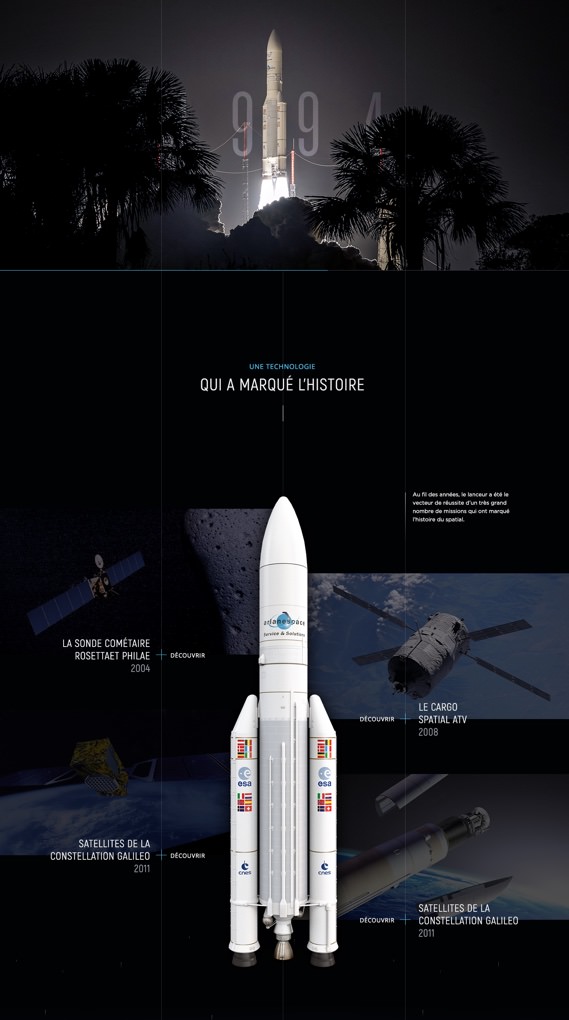 9 9 4
UNE TECHNOLOGIE
QUI A MARQUÉ L'HISTOIRE
Au fil des années, le lanceur a été le
vecteur de réussite d'un très grand
nombre de missions qui ont marqué
l'histoire du spatial.
arianespace
Service & Solutions
LA SONDE COMÉTAIRE
ROSETTAET PHILAE
DÉCOUVRIR
2004
LE CARGO
DÉCOUVRIR
SPATIAL ATV
2008
esa
esa
SATELLITES DE LA
CONSTELLATION GALILEO
DÉCOUVRIR
2011
cnes
cnes
SATELLITES DE LA
DÉCOUVRIR
CONSTELLATION GALILEO
2011